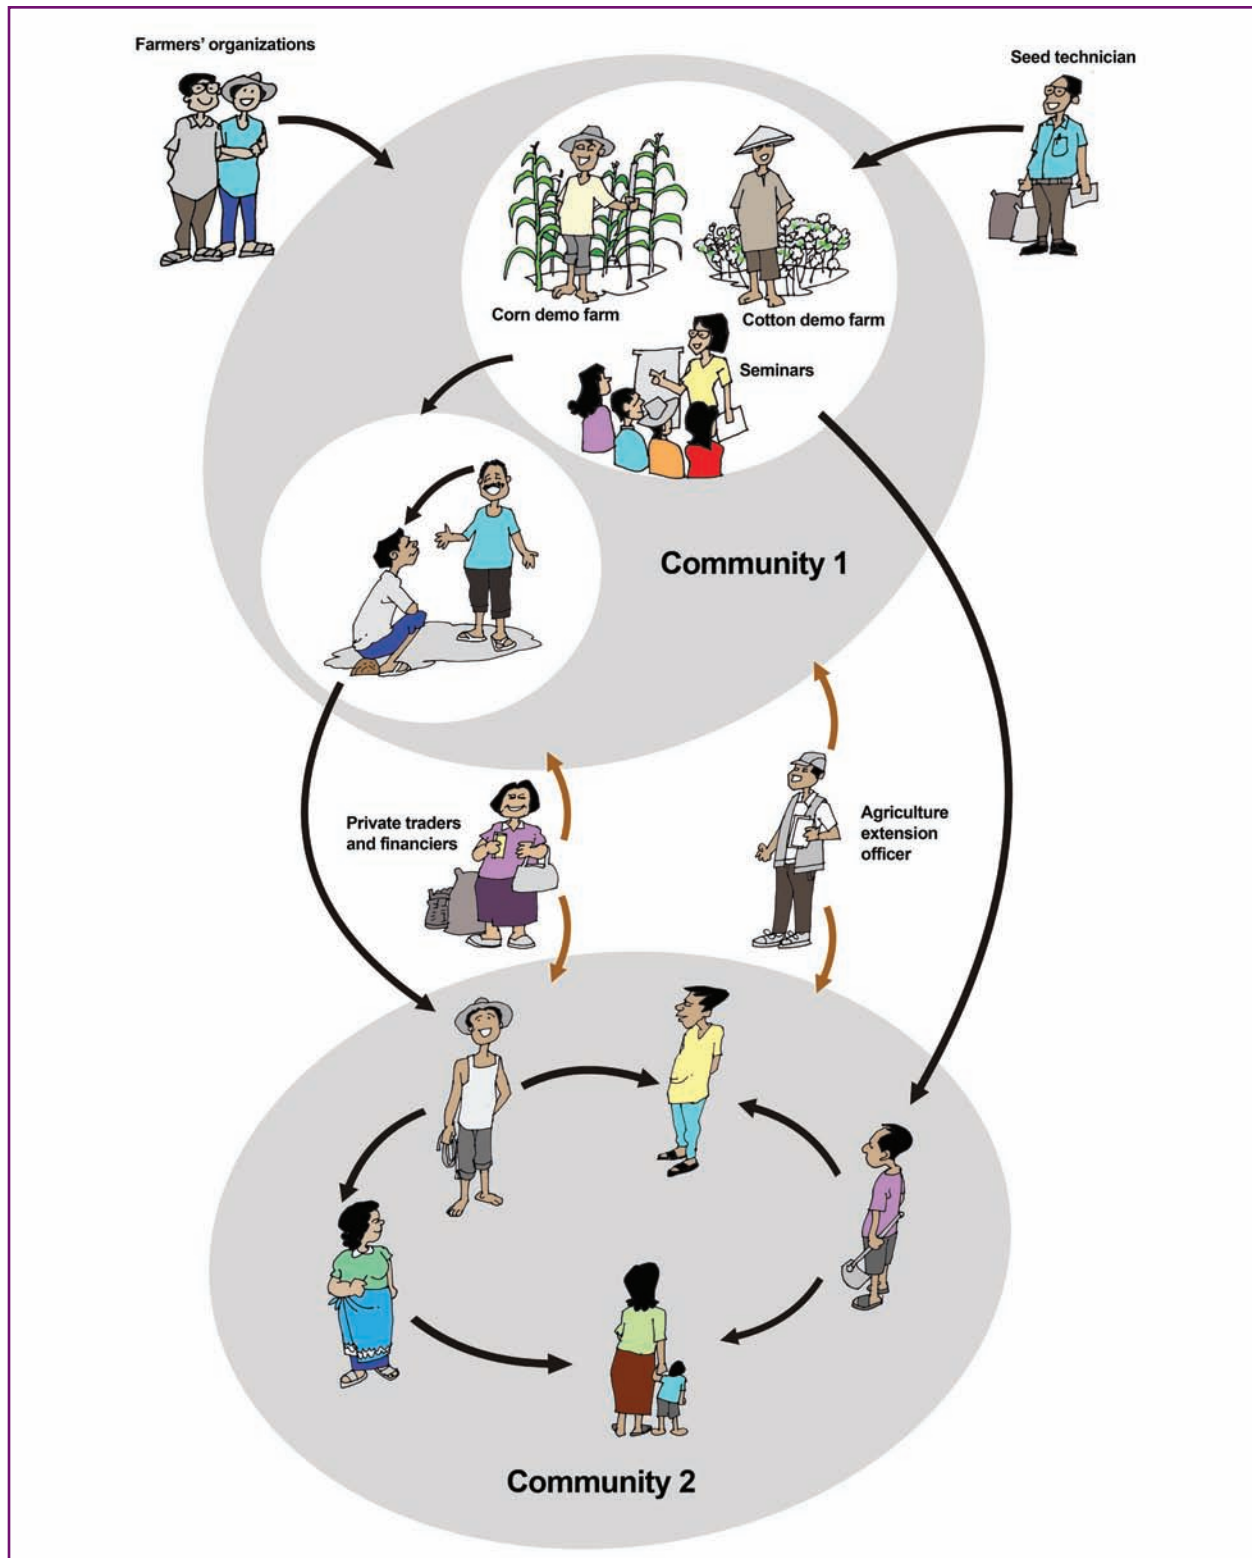 Farmers’ organizations
Seed technician
Corn demo farm
Cotton demo farm
Seminars
Community 1
Private traders
and financiers
Agriculture
extension
officer
Community 2